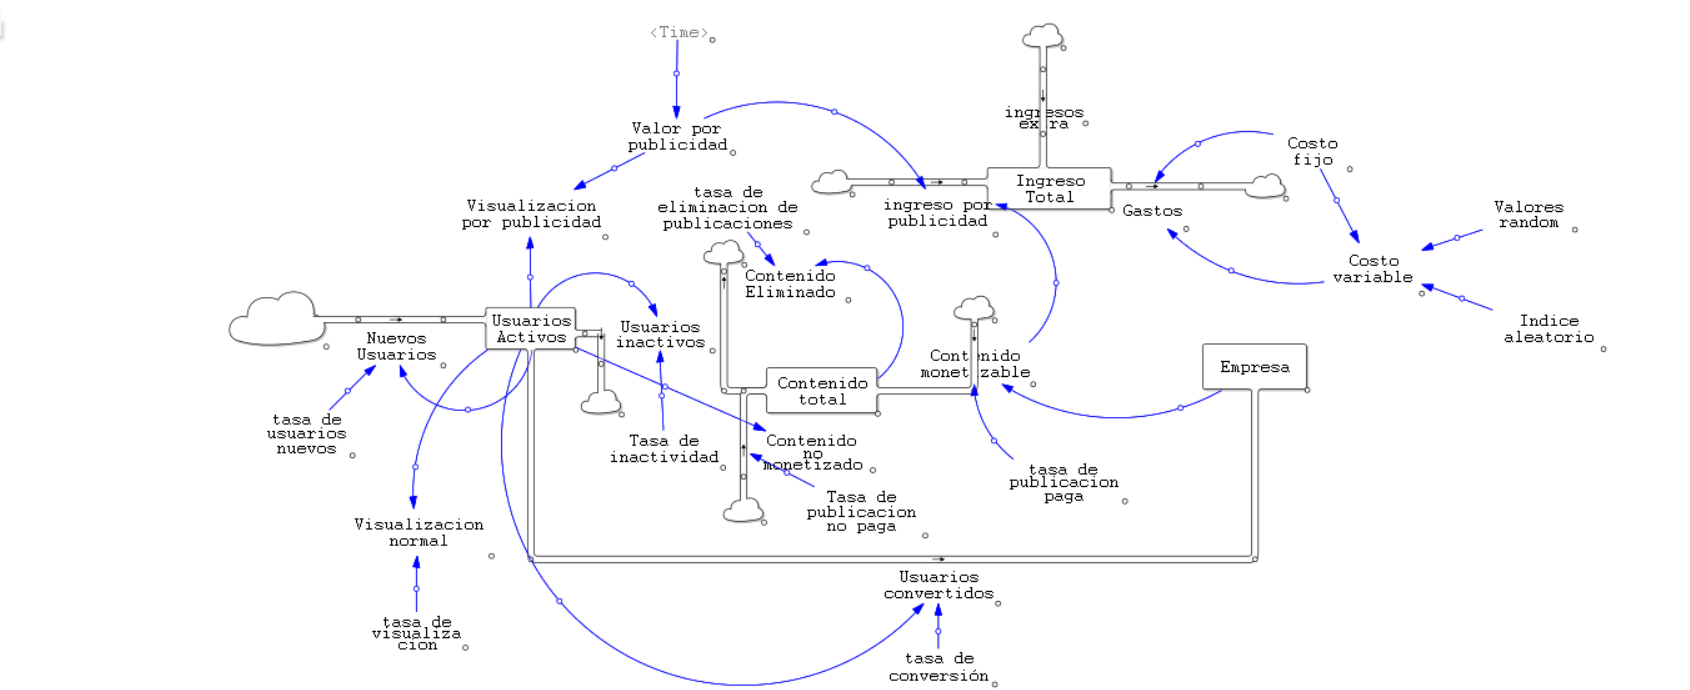 <Time>
ingresos
extra
Valor por
publicidad
Costo
fijo
Ingreso
Total
tasa de
eliminacion de
publicaciones
Visualizacion
por publicidad
ingreso por
publicidad
Gastos
Valores
random
Costo
variable
Contenido
Eliminado
Usuarios
Activos
Usuarios
inactivos
Indice
aleatorio
Nuevos
Usuarios
Contenido
monetizable
Empresa
Contenido
total
tasa de
usuarios
nuevos
Tasa de
inactividad
Contenido
no
monetizado
tasa de
publicacion
paga
Tasa de
publicacion
no paga
Visualizacion
normal
Usuarios
convertidos
tasa de
visualiza
cion
tasa de
conversión